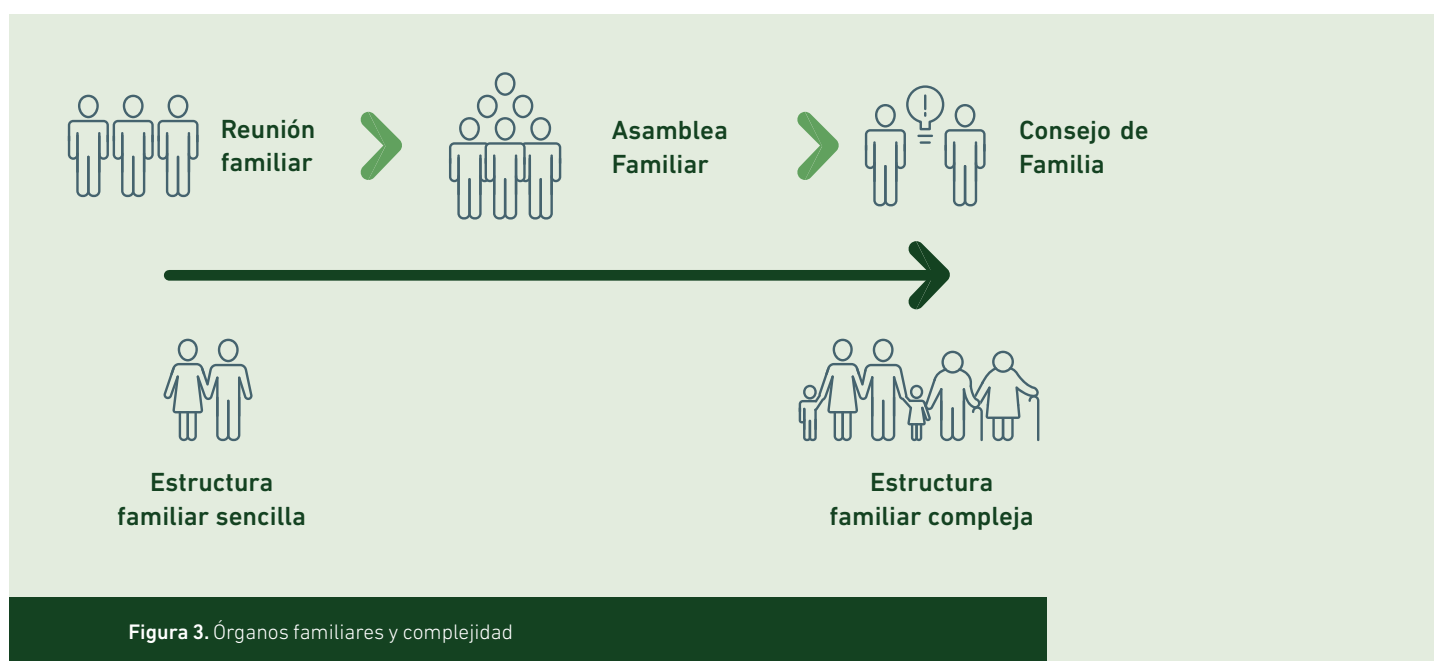 Reunión
familiar
Asamblea
Familiar
Consejo de
Familia
Estructura
familiar sencilla
Estructura
familiar compleja
Figura 3. Órganos familiares y complejidad